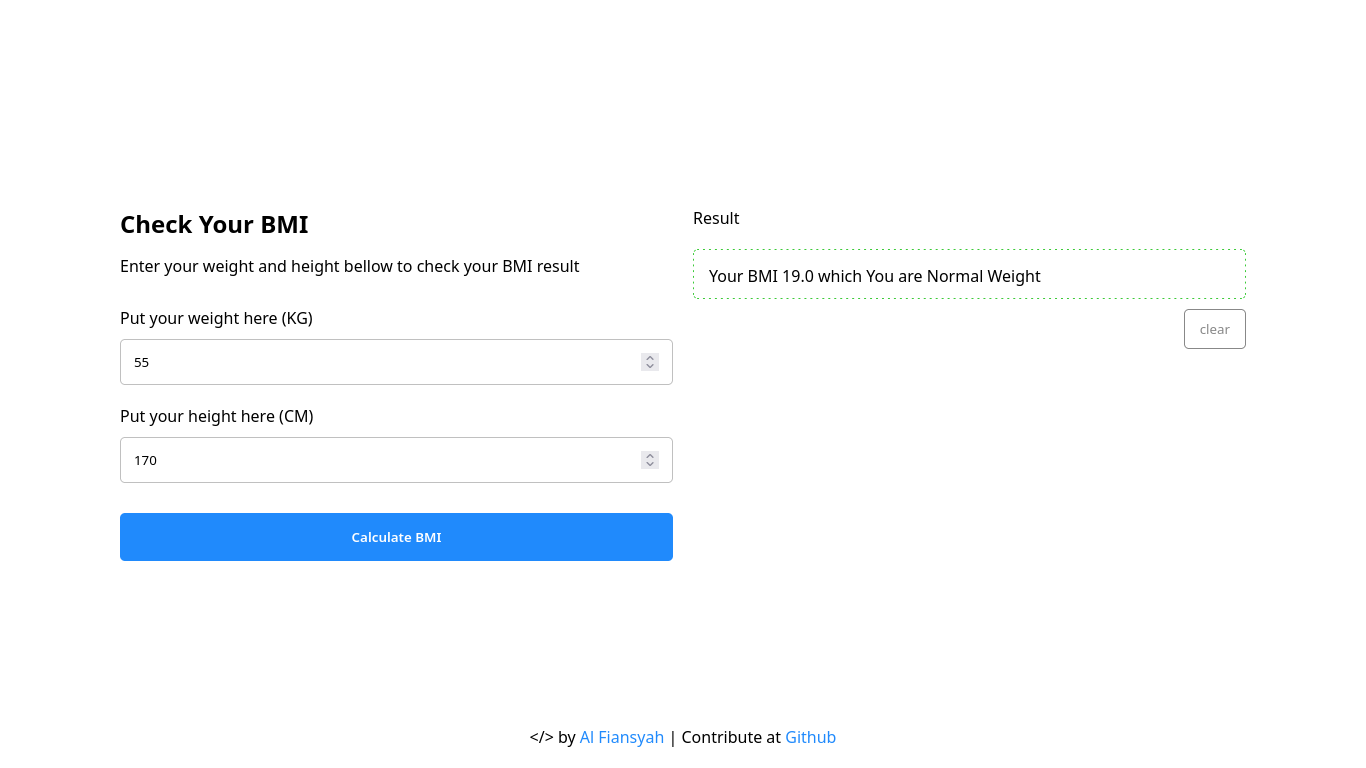 Check Your BMI
Enter your weight and height bellow to check your BMI result
Put your weight here (KG)
55
Put your height here (CM)
170
Calculate BMI
Result
Your BMI 19.0 which You are Normal Weight
clear
</> by Al Fiansyah | Contribute at Github